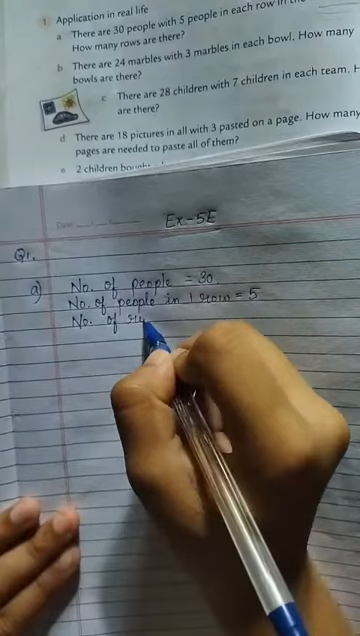 1 Application in real life
a There are 30 people with 5 people in each row in
How many rows are there?
b There are 24 marbles with 3 marbles in each bowl. How many
bowls are there?
c There are 28 children with 7 children in each team.
are there?
d There are 18 pictures in all with 3 pasted on a page. How many
pages are needed to paste all of them?
e 2 children
Date
Ex-5E
Q1.
a) No. of people = 30.
No. of people in 1 row = 5
No. of